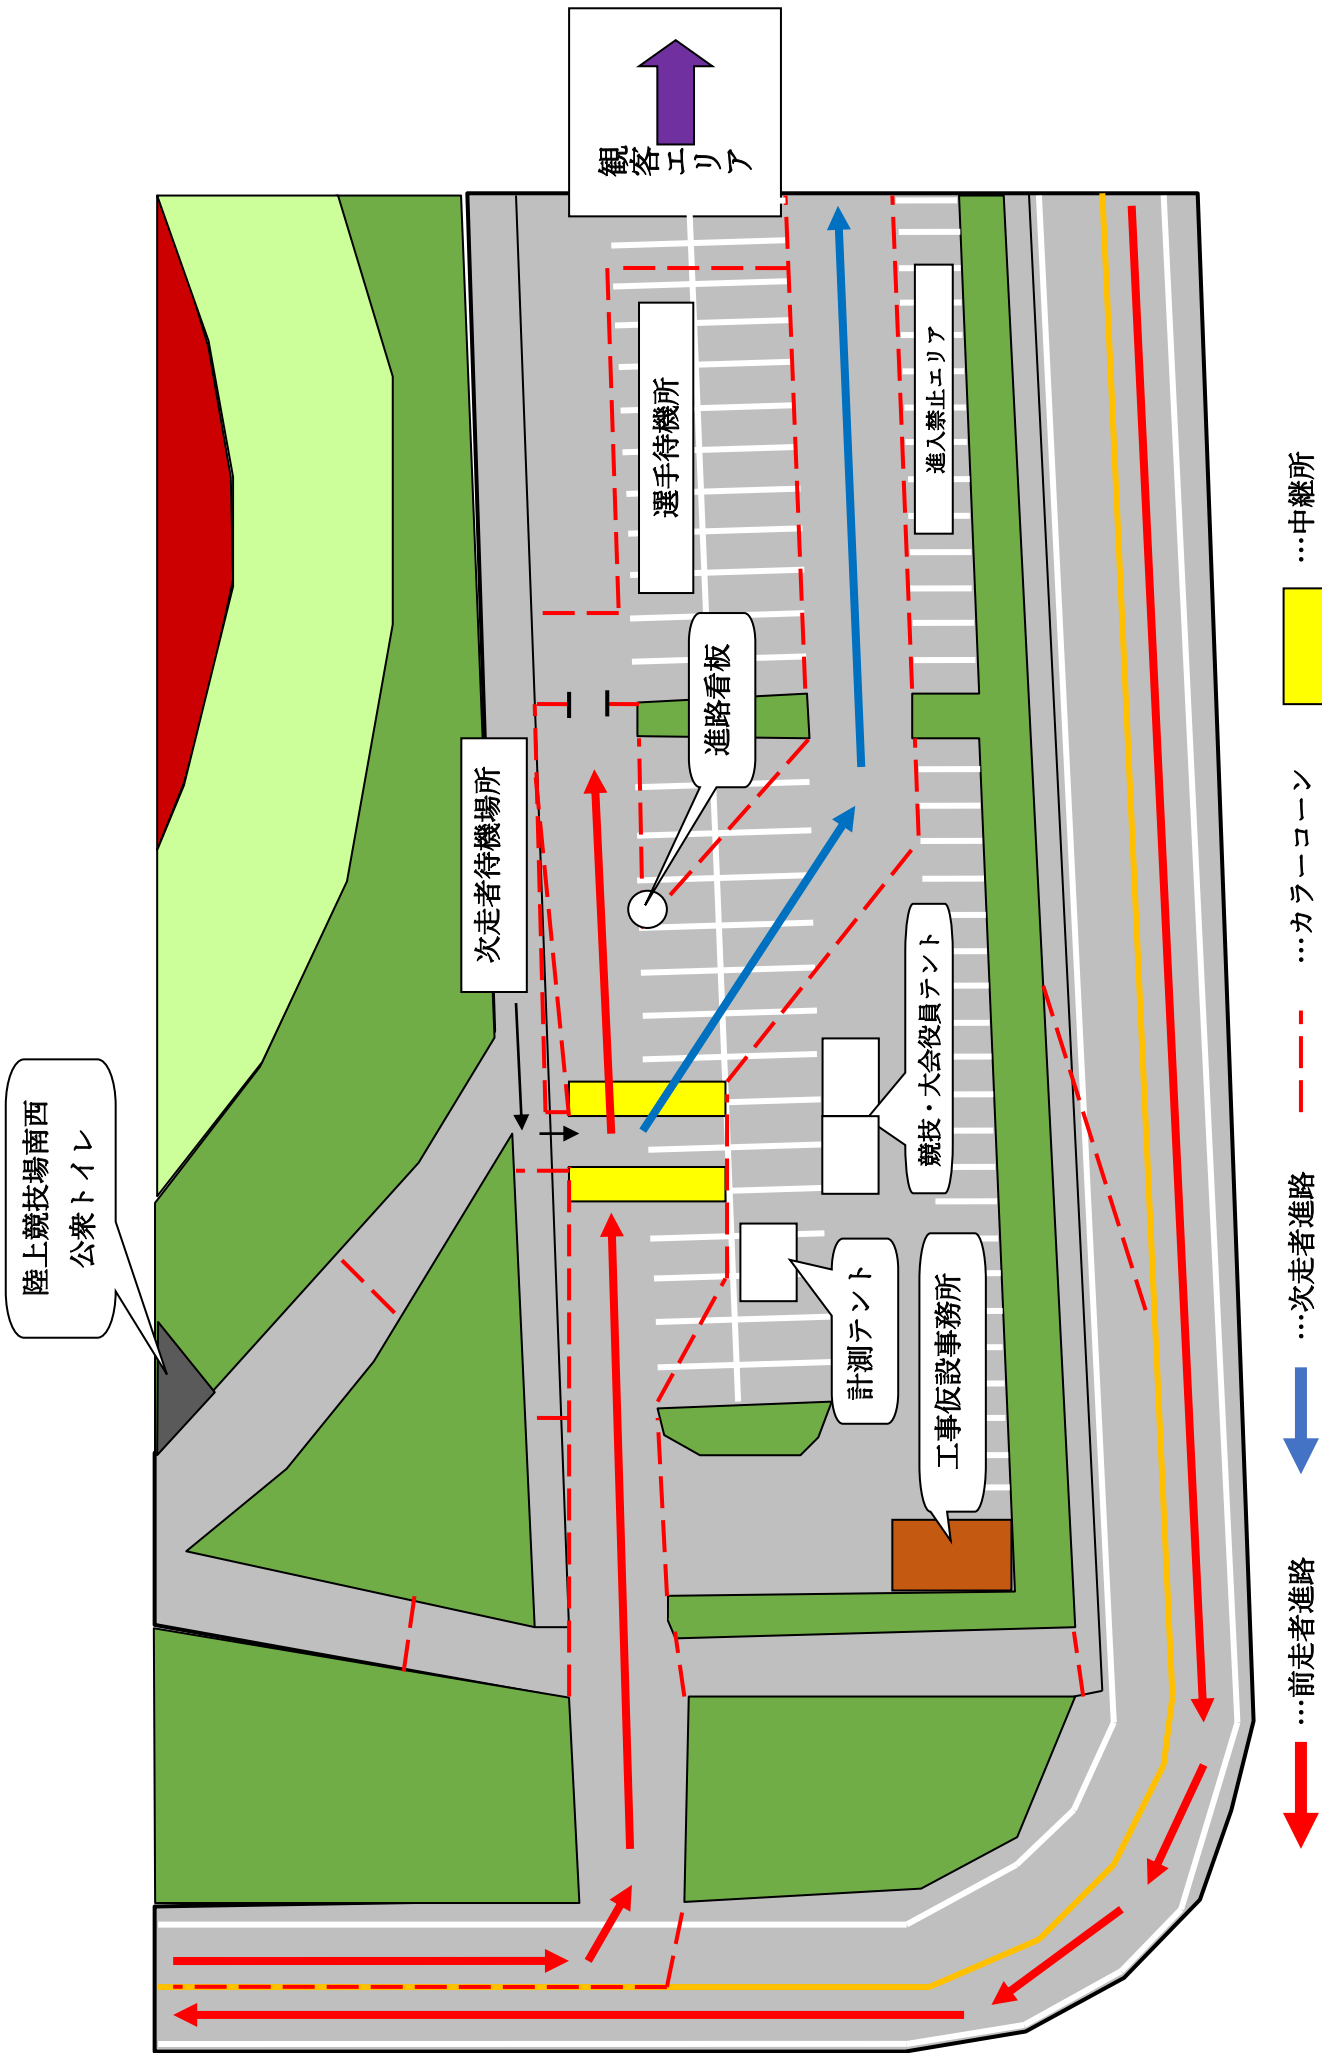 陸上競技場南西
公衆トイレ
次走者待機場所
観客エリア
選手待機所
進路看板
進入禁止エリア
競技・大会役員テント
計測テント
工事仮設事務所
…前走者進路
…次走者進路
…カラーコーン
…中継所